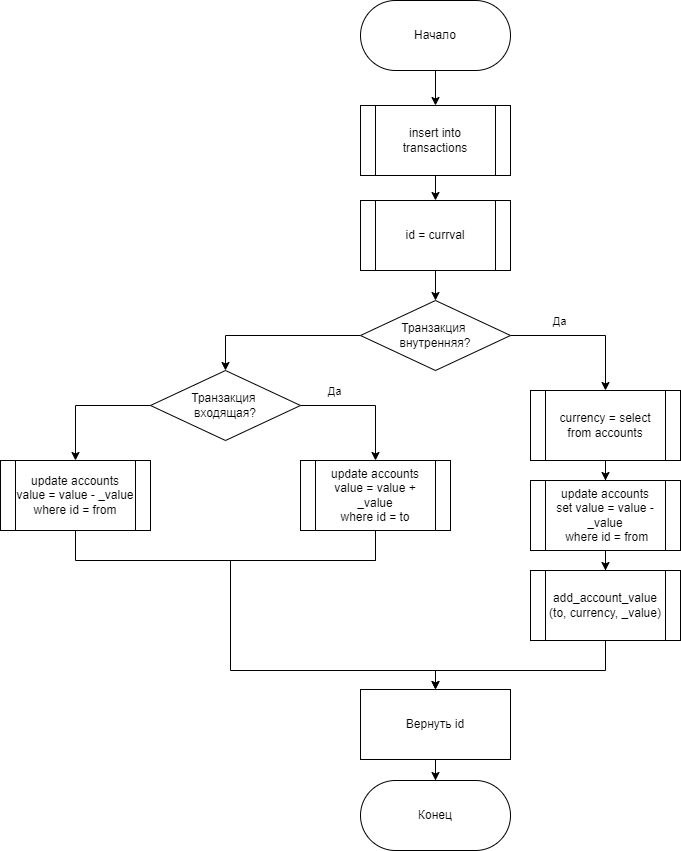 Начало
insert into
transactions
id = currval
Транзакция
внутренняя?
Да
Транзакция
входящая?
Да
currency = select
from accounts
update accounts
value = value - _value
where id = from
update accounts
value = value +
_value
where id = to
update accounts
set value = value -
_value
where id = from
add_account_value
(to, currency, _value)
Вернуть id
Конец